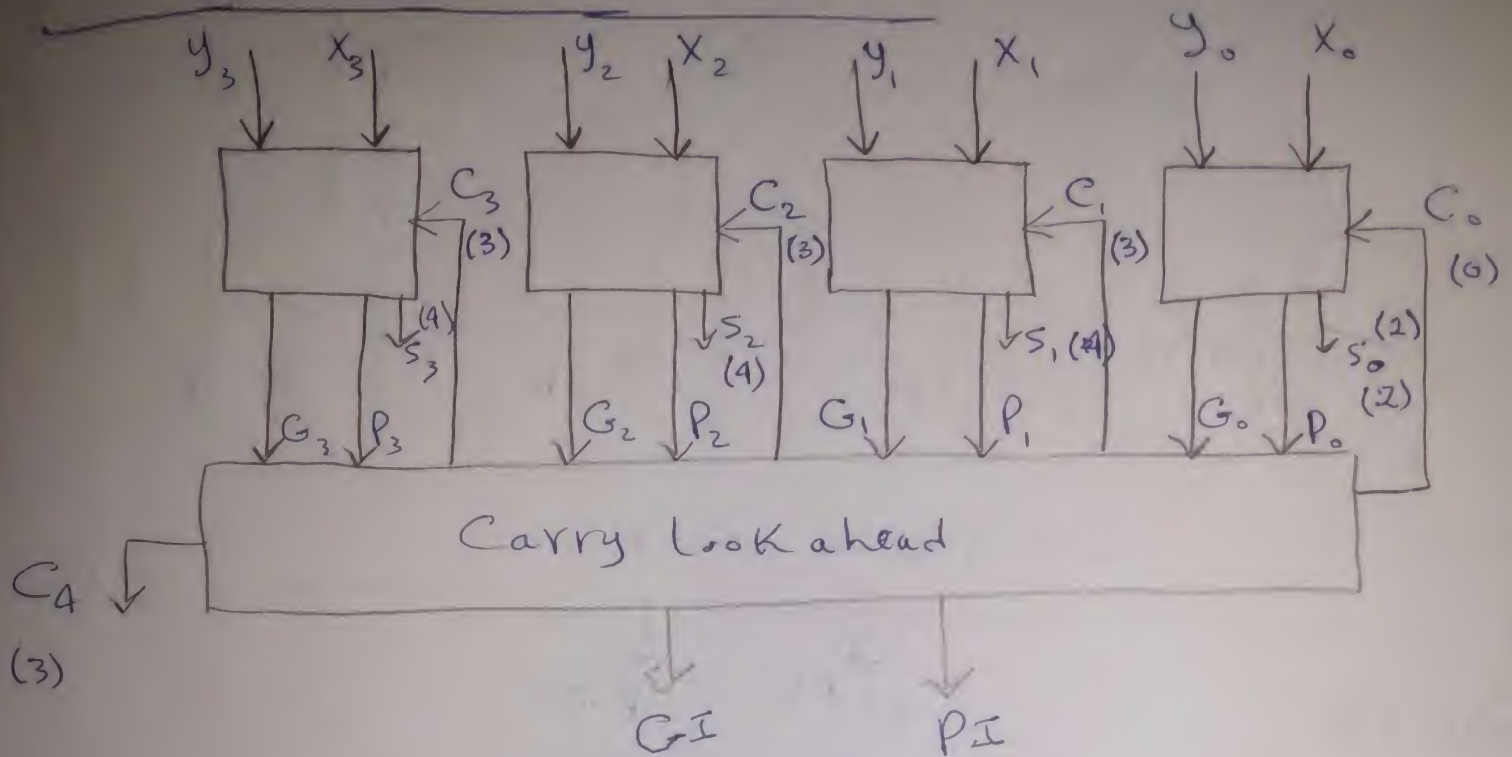 y₃ x₃ y₂ x₂ y₁ x₁ y₀ x₀
C₃ C₂ C₁ C₀
(3) (3) (3) (0)
(4) S₃ S₂ (4) S₁ (4) S₀ (2)
(2)
G₃ P₃ G₂ P₂ G₁ P₁ G₀ P₀
Carry look ahead
C₄
(3)
GI PI